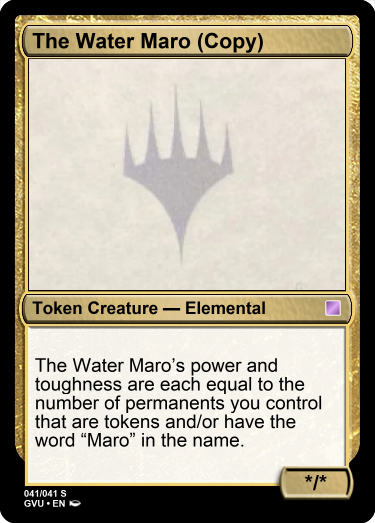 The Water Maro (Copy)
Token Creature — Elemental
The Water Maro’s power and
toughness are each equal to the
number of permanents you control
that are tokens and/or have the
word “Maro” in the name.
*/*
041/041 S
GVU • EN